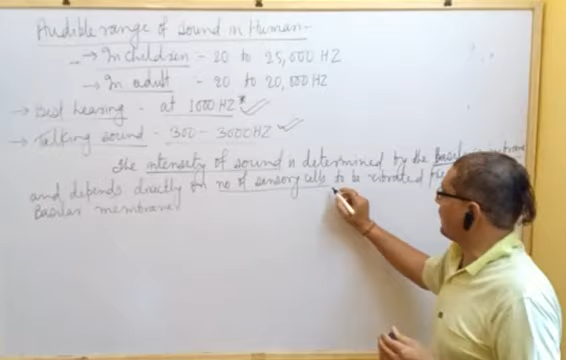 Audible range of sound in Human -
→ In children - 20 to 25,000 HZ
→ In adult - 20 to 20,000 HZ
→ Best hearing - at 1000 HZ* ✓
→ Talking sound - 300 - 3000 HZ ✓
The intensity of sound is determined by the Basilar membrane
and depends directly on no of sensory cells to be vibrated
Basilar membrane